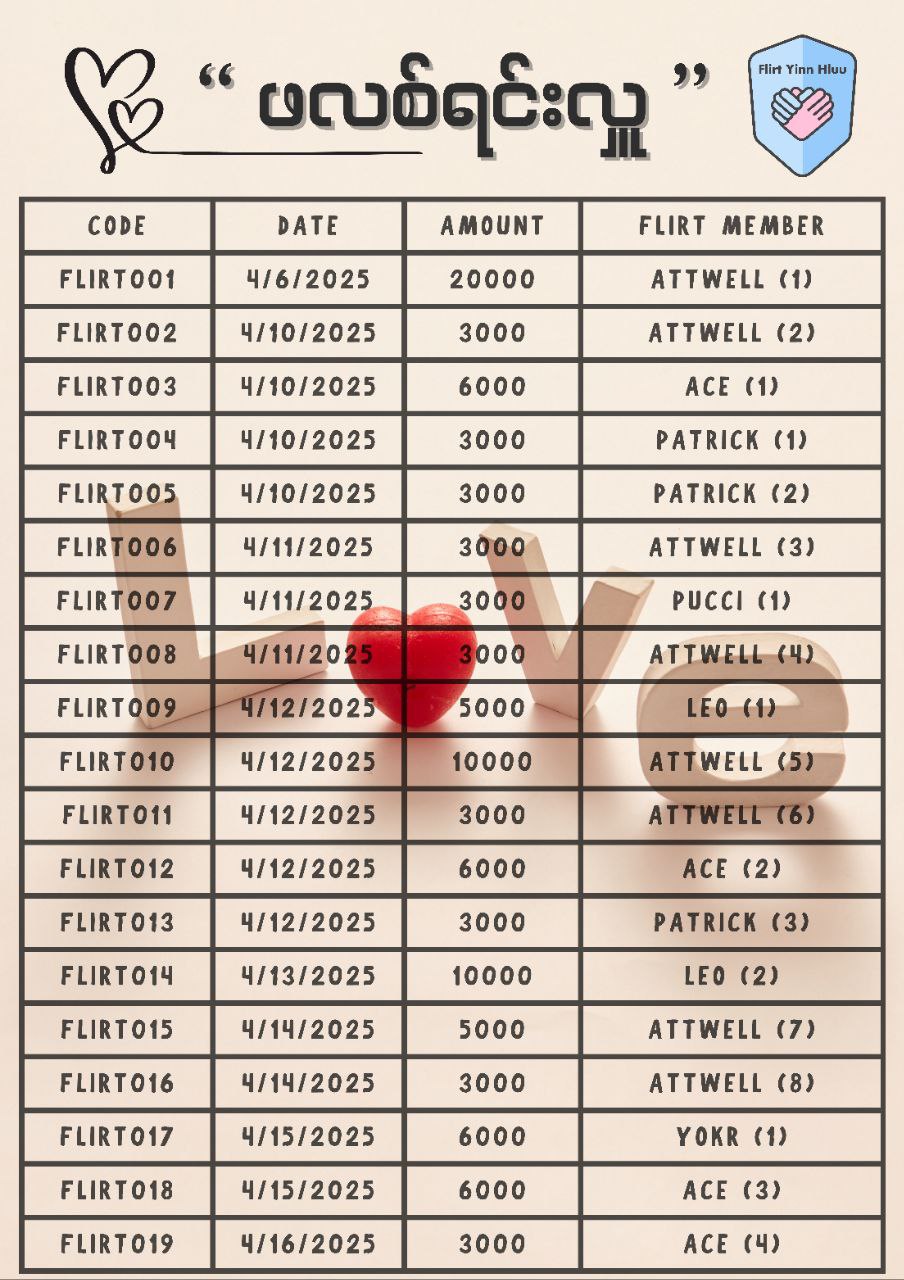 “ ဖလစ်ရင်းလှူ ”
Flirt Yinn Hluu
CODE DATE AMOUNT FLIRT MEMBER
FLIRT001 4/6/2025 20000 ATTWELL (1)
FLIRT002 4/10/2025 3000 ATTWELL (2)
FLIRT003 4/10/2025 6000 ACE (1)
FLIRT004 4/10/2025 3000 PATRICK (1)
FLIRT005 4/10/2025 3000 PATRICK (2)
FLIRT006 4/11/2025 3000 ATTWELL (3)
FLIRT007 4/11/2025 3000 PUCCI (1)
FLIRT008 4/11/2025 3000 ATTWELL (4)
FLIRT009 4/12/2025 5000 LEO (1)
FLIRT010 4/12/2025 10000 ATTWELL (5)
FLIRT011 4/12/2025 3000 ATTWELL (6)
FLIRT012 4/12/2025 6000 ACE (2)
FLIRT013 4/12/2025 3000 PATRICK (3)
FLIRT014 4/13/2025 10000 LEO (2)
FLIRT015 4/14/2025 5000 ATTWELL (7)
FLIRT016 4/14/2025 3000 ATTWELL (8)
FLIRT017 4/15/2025 6000 YOKR (1)
FLIRT018 4/15/2025 6000 ACE (3)
FLIRT019 4/16/2025 3000 ACE (4)
L Ve